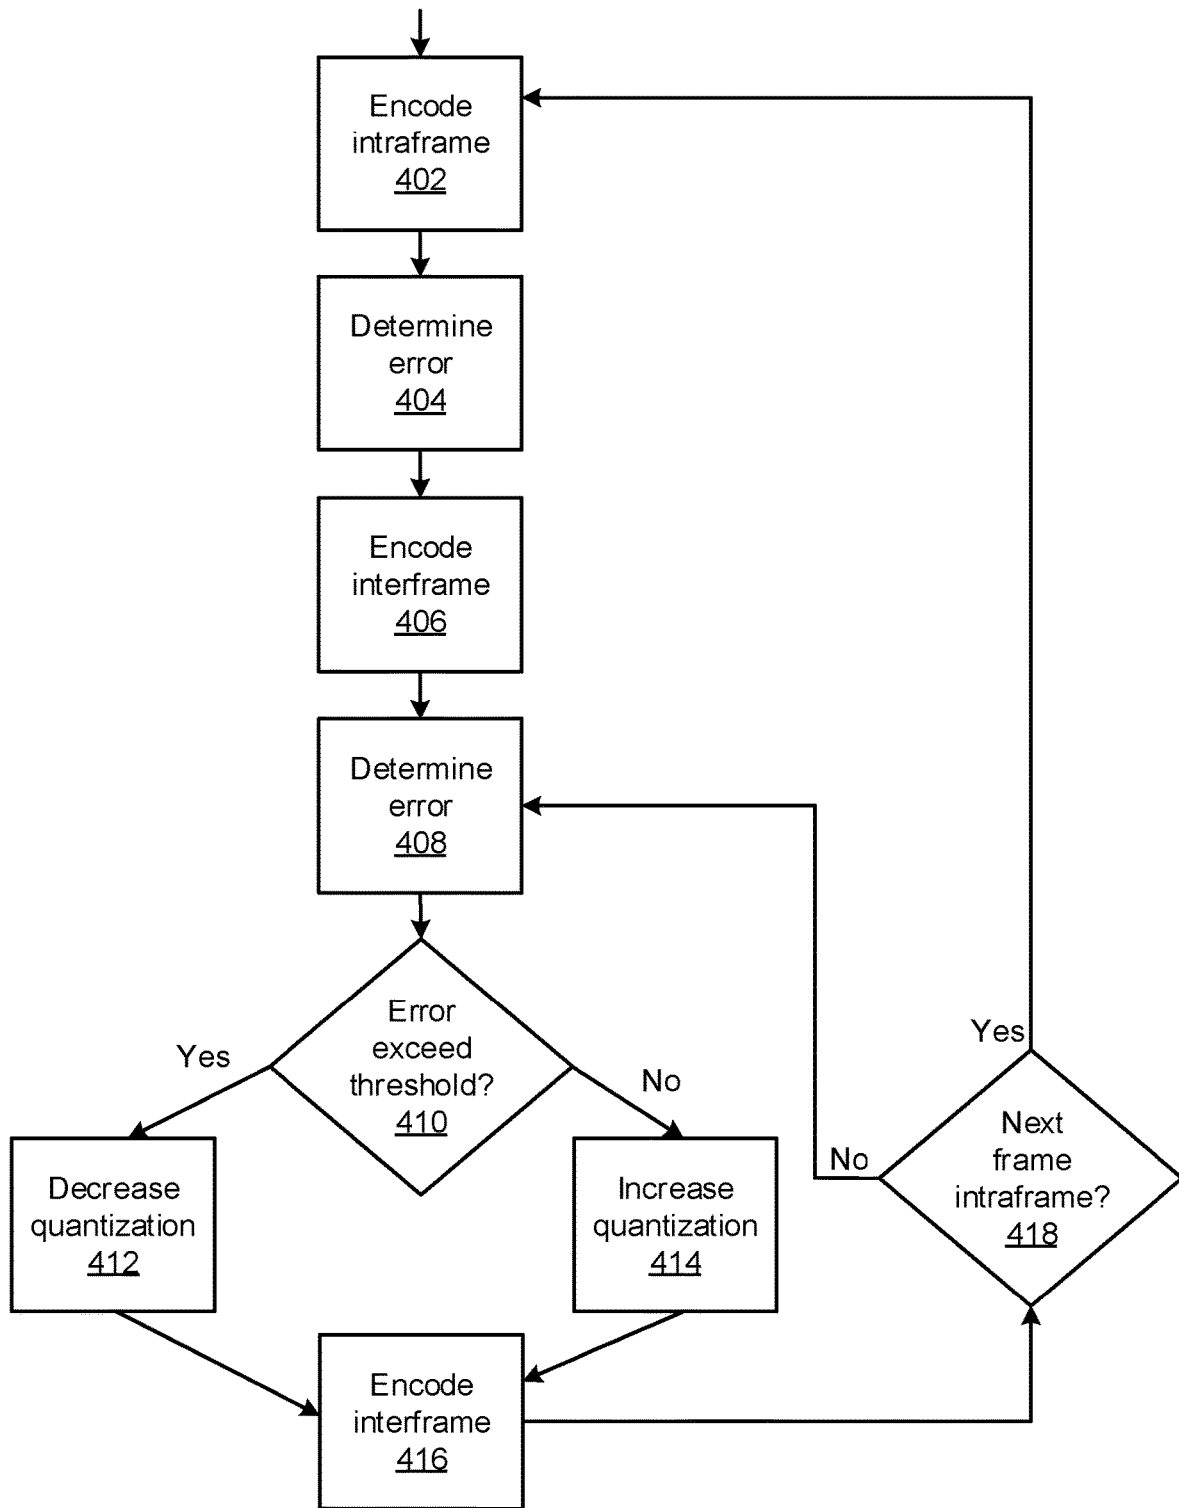 Encode
intraframe
402
Determine
error
404
Encode
interframe
406
Determine
error
408
Error
exceed
threshold?
410
Yes
No
Decrease
quantization
412
Increase
quantization
414
Encode
interframe
416
Next
frame
intraframe?
418
Yes
No